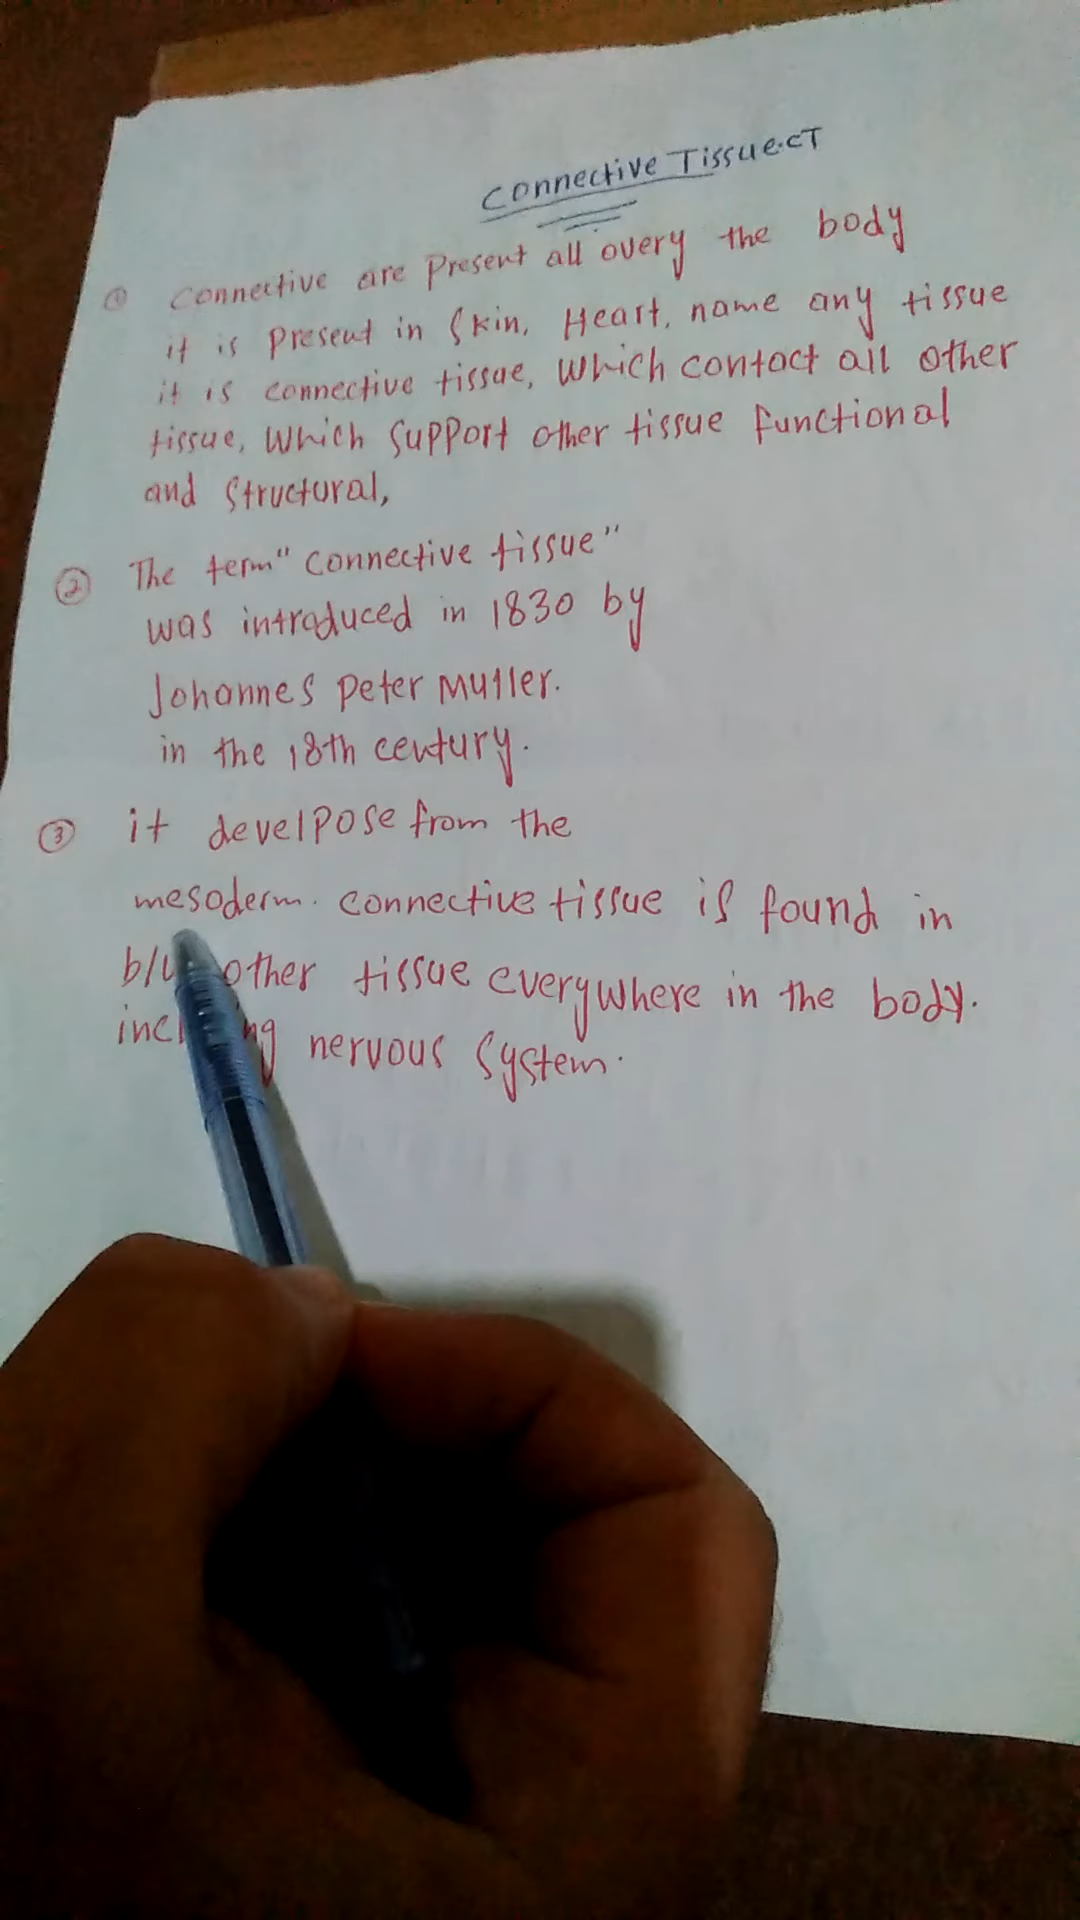 Connective Tissue.CT
① Connective are Present all overy the body
it is Present in Skin, Heart, name any tissue
it is connective tissue, Which contact all other
tissue, Which Support other tissue functional
and Structural,
② The term "Connective tissue"
was introduced in 1830 by
Johannes Peter Muller.
in the 18th century.
③ it develpose from the
mesoderm. connective tissue is found in
b/w other tissue everywhere in the body.
nervous System.